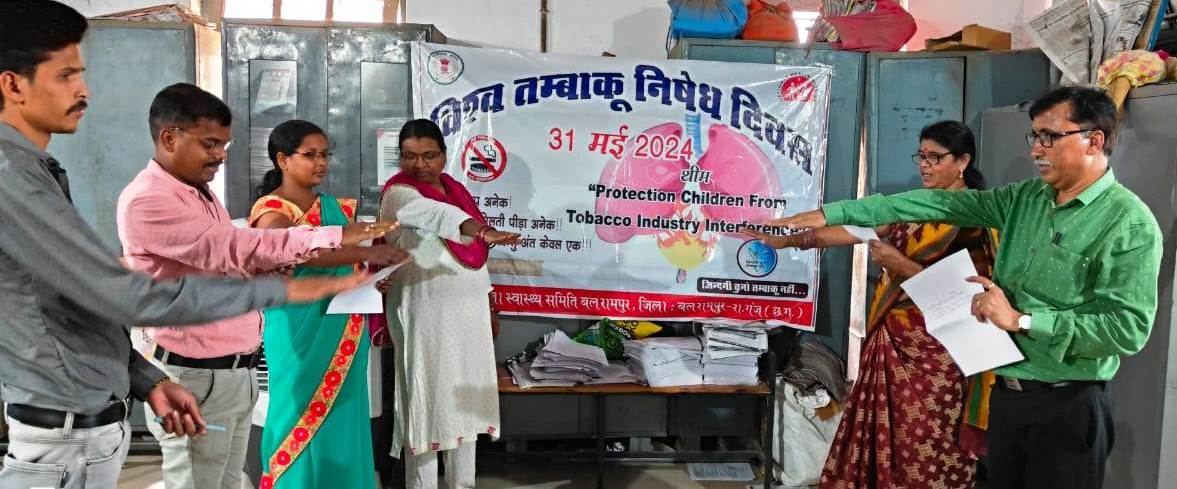 विश्व तम्बाकू निषेध दिवस
31 मई 2024
थीम
"Protection Children From
Tobacco Industry Interference"
अनेक!
मिलती पीड़ा अनेक!!
अंत केवल एक!!!
जिन्दगी चुनो तम्बाकू नहीं...
स्वास्थ्य समिति बलरामपुर, जिला : बलरामपुर-रा.गंज (छ.ग.)